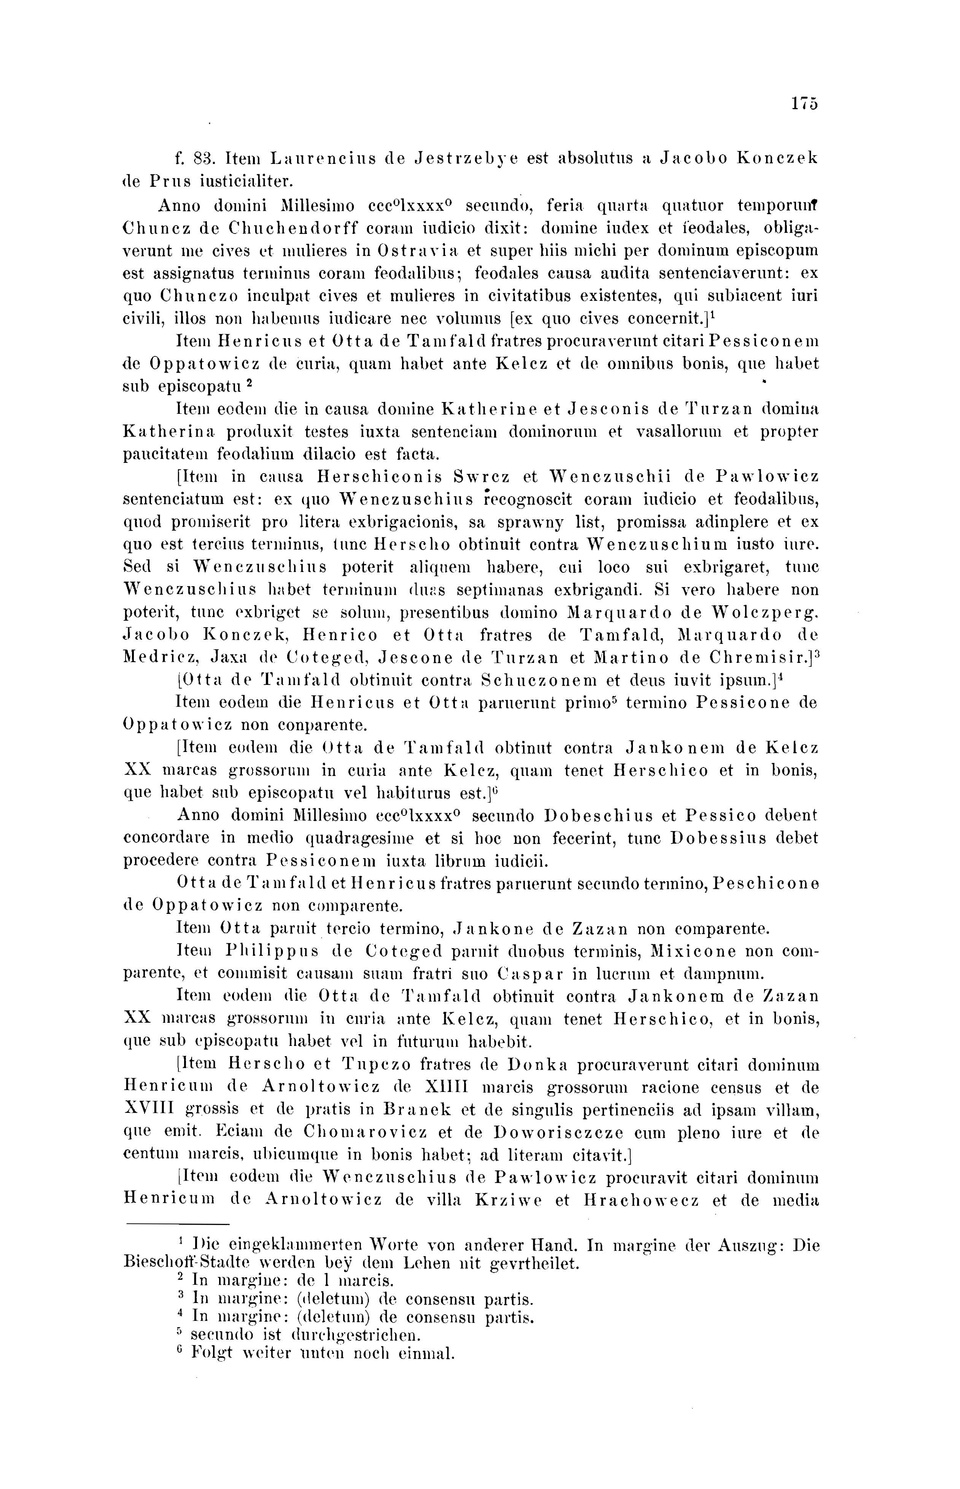 175
f. 83. Item Laurencius de Jestrzebye est absolutus a Jacobo Konczek
de Prus iusticialiter.
Anno domini Millesimo cccºlxxxxº secundo, feria quarta quatuor temporum
Chuncz de Chuchendorff coram iudicio dixit: domine iudex et feodales, obliga-
verunt me cives et mulieres in Ostravia et super hiis michi per dominum episcopum
est assignatus terminus coram feodalibus; feodales causa audita sentenciaverunt: ex
quo Chunczo inculpat cives et mulieres in civitatibus existentes, qui subiacent iuri
civili, illos non habemus iudicare nec volumus [ex quo cives concernit.]¹
Item Henricus et Otta de Tamfald fratres procuraverunt citari Pessiconem
de Oppatowicz de curia, quam habet ante Kelcz et de omnibus bonis, que habet
sub episcopatu ²
Item eodem die in causa domine Katherine et Jesconis de Turzan domina
Katherina produxit testes iuxta sentenciam dominorum et vasallorum et propter
paucitatem feodalium dilacio est facta.
[Item in causa Herschiconis Swrcz et Wenczuschii de Pawlowicz
sentenciatum est: ex quo Wenczuschius recognoscit coram iudicio et feodalibus,
quod promiserit pro litera exbrigacionis, sa sprawny list, promissa adinplere et ex
quo est tercius terminus, tunc Herscho obtinuit contra Wenczuschium iusto iure.
Sed si Wenczuschius poterit aliquem habere, cui loco sui exbrigaret, tunc
Wenczuschius habet terminum duas septimanas exbrigandi. Si vero habere non
poterit, tunc exbriget se solum, presentibus domino Marquardo de Wolczperg.
Jacobo Konczek, Henrico et Otta fratres de Tamfald, Marquardo de
Medricz, Jaxa de Coteged, Jescone de Turzan et Martino de Chremisir.]³
[Otta de Tamfald obtinuit contra Schuczonem et deus iuvit ipsum.]⁴
Item eodem die Henricus et Otta paruerunt primo⁵ termino Pessicone de
Oppatowicz non conparente.
[Item eodem die Otta de Tamfald obtinut contra Jankonem de Kelcz
XX marcas grossorum in curia ante Kelcz, quam tenet Herschico et in bonis,
que habet sub episcopatu vel habiturus est.]⁶
Anno domini Millesimo cccºlxxxxº secundo Dobeschius et Pessico debent
concordare in medio quadragesime et si hoc non fecerint, tunc Dobessius debet
procedere contra Pessiconem iuxta librum iudicii.
Otta de Tamfald et Henricus fratres paruerunt secundo termino, Peschicone
de Oppatowicz non comparente.
Item Otta paruit tercio termino, Jankone de Zazan non comparente.
Item Philippus de Coteged paruit duobus terminis, Mixicone non com-
parente, et commisit causam suam fratri suo Caspar in lucrum et dampnum.
Item eodem die Otta de Tamfald obtinuit contra Jankonem de Zazan
XX marcas grossorum in curia ante Kelcz, quam tenet Herschico, et in bonis,
que sub episcopatu habet vel in futurum habebit.
[Item Herscho et Tupczo fratres de Donka procuraverunt citari dominum
Henricum de Arnoltowicz de XIIII marcis grossorum racione census et de
XVIII grossis et de pratis in Branek et de singulis pertinenciis ad ipsam villam,
que emit. Eciam de Chomarovicz et de Doworisczcze cum pleno iure et de
centum marcis, ubicumque in bonis habet; ad literam citavit.]
[Item eodem die Wenczuschius de Pawlowicz procuravit citari dominum
Henricum de Arnoltowicz de villa Krziwe et Hrachowecz et de media
¹ Die eingeklammerten Worte von anderer Hand. In margine der Auszug: Die
Bieschoff-Stadte werden beÿ dem Lehen nit gevrtheilet.
² In margine: de l marcis.
³ In margine: (deletum) de consensu partis.
⁴ In margine: (deletum) de consensu partis.
⁵ secundo ist durchgestrichen.
⁶ Folgt weiter unten noch einmal.